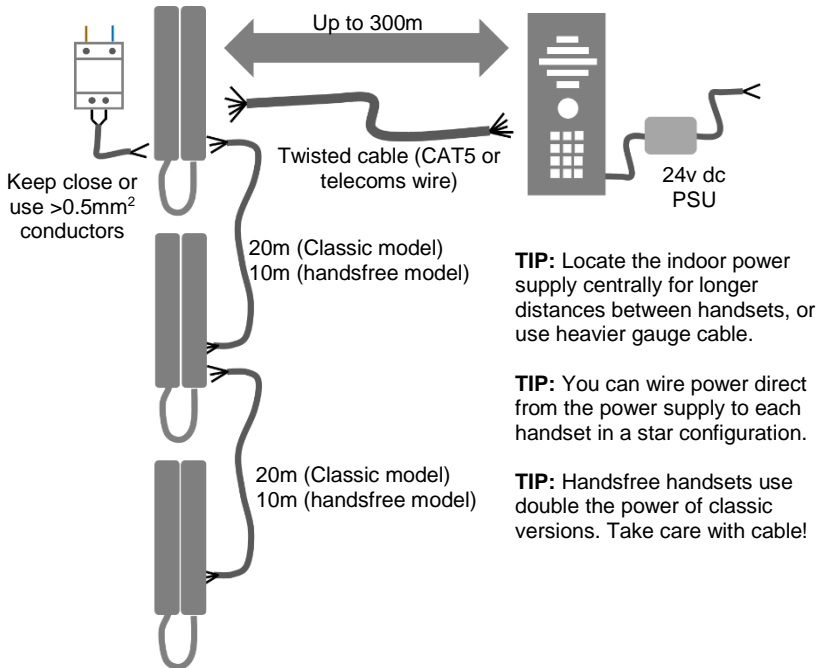 Up to 300m
Twisted cable (CAT5 or
telecoms wire)
24v dc
PSU
Keep close or
use >0.5mm²
conductors
20m (Classic model)
10m (handsfree model)
20m (Classic model)
10m (handsfree model)
TIP: Locate the indoor power
supply centrally for longer
distances between handsets, or
use heavier gauge cable.
TIP: You can wire power direct
from the power supply to each
handset in a star configuration.
TIP: Handsfree handsets use
double the power of classic
versions. Take care with cable!